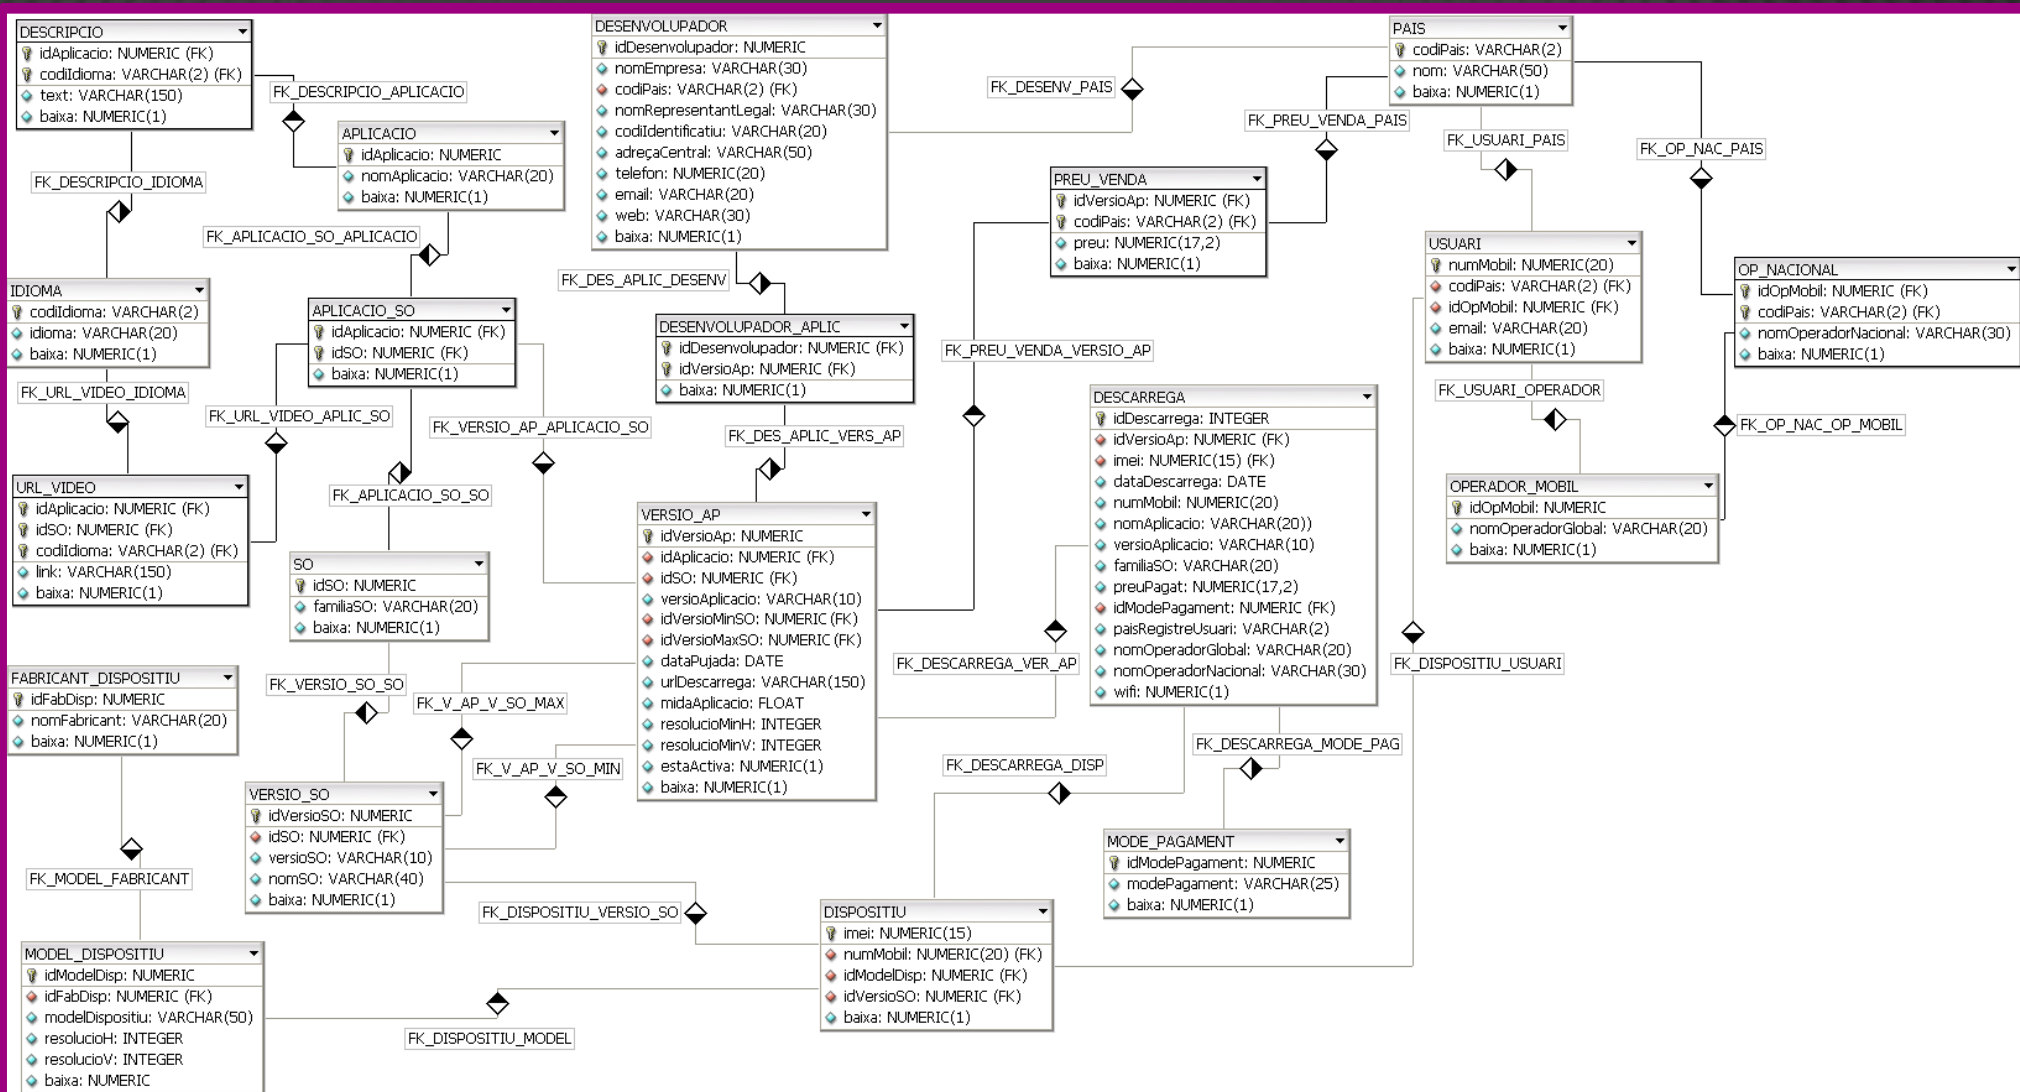 DESCRIPCIO
idAplicacio: NUMERIC (FK)
codiIdioma: VARCHAR(2) (FK)
text: VARCHAR(150)
baixa: NUMERIC(1)
FK_DESCRIPCIO_APLICACIO
APLICACIO
idAplicacio: NUMERIC
nomAplicacio: VARCHAR(20)
baixa: NUMERIC(1)
FK_DESCRIPCIO_IDIOMA
FK_APLICACIO_SO_APLICACIO
DESENVOLUPADOR
idDesenvolupador: NUMERIC
nomEmpresa: VARCHAR(30)
codiPais: VARCHAR(2) (FK)
nomRepresentantLegal: VARCHAR(30)
codiIdentificatiu: VARCHAR(20)
adreçaCentral: VARCHAR(50)
telefon: NUMERIC(20)
email: VARCHAR(20)
web: VARCHAR(30)
baixa: NUMERIC(1)
FK_DESENV_PAIS
PAIS
codiPais: VARCHAR(2)
nom: VARCHAR(50)
baixa: NUMERIC(1)
FK_PREU_VENDA_PAIS
FK_USUARI_PAIS
FK_OP_NAC_PAIS
PREU_VENDA
idVersioAp: NUMERIC (FK)
codiPais: VARCHAR(2) (FK)
preu: NUMERIC(17,2)
baixa: NUMERIC(1)
USUARI
numMobil: NUMERIC(20)
codiPais: VARCHAR(2) (FK)
idOpMobil: NUMERIC (FK)
email: VARCHAR(20)
baixa: NUMERIC(1)
OP_NACIONAL
idOpMobil: NUMERIC (FK)
codiPais: VARCHAR(2) (FK)
nomOperadorNacional: VARCHAR(30)
baixa: NUMERIC(1)
IDIOMA
codiIdioma: VARCHAR(2)
idioma: VARCHAR(20)
baixa: NUMERIC(1)
FK_URL_VIDEO_IDIOMA
APLICACIO_SO
idAplicacio: NUMERIC (FK)
idSO: NUMERIC (FK)
baixa: NUMERIC(1)
FK_URL_VIDEO_APLIC_SO
FK_VERSIO_AP_APLICACIO_SO
FK_DES_APLIC_DESENV
DESENVOLUPADOR_APLIC
idDesenvolupador: NUMERIC (FK)
idVersioAp: NUMERIC (FK)
baixa: NUMERIC(1)
FK_DES_APLIC_VERS_AP
FK_PREU_VENDA_VERSIO_AP
FK_USUARI_OPERADOR
FK_OP_NAC_OP_MOBIL
DESCARREGA
idDescarrega: INTEGER
idVersioAp: NUMERIC (FK)
imei: NUMERIC(15) (FK)
dataDescarrega: DATE
numMobil: NUMERIC(20)
nomAplicacio: VARCHAR(20))
versioAplicacio: VARCHAR(10)
familiaSO: VARCHAR(20)
preuPagat: NUMERIC(17,2)
idModePagament: NUMERIC (FK)
paisRegistreUsuari: VARCHAR(2)
nomOperadorGlobal: VARCHAR(20)
nomOperadorNacional: VARCHAR(30)
wifi: NUMERIC(1)
OPERADOR_MOBIL
idOpMobil: NUMERIC
nomOperadorGlobal: VARCHAR(20)
baixa: NUMERIC(1)
URL_VIDEO
idAplicacio: NUMERIC (FK)
idSO: NUMERIC (FK)
codiIdioma: VARCHAR(2) (FK)
link: VARCHAR(150)
baixa: NUMERIC(1)
FK_APLICACIO_SO_SO
SO
idSO: NUMERIC
familiaSO: VARCHAR(20)
baixa: NUMERIC(1)
VERSIO_AP
idVersioAp: NUMERIC
idAplicacio: NUMERIC (FK)
idSO: NUMERIC (FK)
versioAplicacio: VARCHAR(10)
idVersioMinSO: NUMERIC (FK)
idVersioMaxSO: NUMERIC (FK)
dataPujada: DATE
urlDescarrega: VARCHAR(150)
midaAplicacio: FLOAT
resolucioMinH: INTEGER
resolucioMinV: INTEGER
estaActiva: NUMERIC(1)
baixa: NUMERIC(1)
FK_DESCARREGA_VER_AP
FK_DISPOSITIU_USUARI
FABRICANT_DISPOSITIU
idFabDisp: NUMERIC
nomFabricant: VARCHAR(20)
baixa: NUMERIC(1)
FK_VERSIO_SO_SO
FK_V_AP_V_SO_MAX
FK_V_AP_V_SO_MIN
FK_DESCARREGA_MODE_PAG
FK_DESCARREGA_DISP
VERSIO_SO
idVersioSO: NUMERIC
idSO: NUMERIC (FK)
versioSO: VARCHAR(10)
nomSO: VARCHAR(40)
baixa: NUMERIC(1)
FK_MODEL_FABRICANT
MODE_PAGAMENT
idModePagament: NUMERIC
modePagament: VARCHAR(25)
baixa: NUMERIC(1)
FK_DISPOSITIU_VERSIO_SO
DISPOSITIU
imei: NUMERIC(15)
numMobil: NUMERIC(20) (FK)
idModelDisp: NUMERIC (FK)
idVersioSO: NUMERIC (FK)
baixa: NUMERIC(1)
MODEL_DISPOSITIU
idModelDisp: NUMERIC
idFabDisp: NUMERIC (FK)
modelDispositiu: VARCHAR(50)
resolucioH: INTEGER
resolucioV: INTEGER
baixa: NUMERIC
FK_DISPOSITIU_MODEL